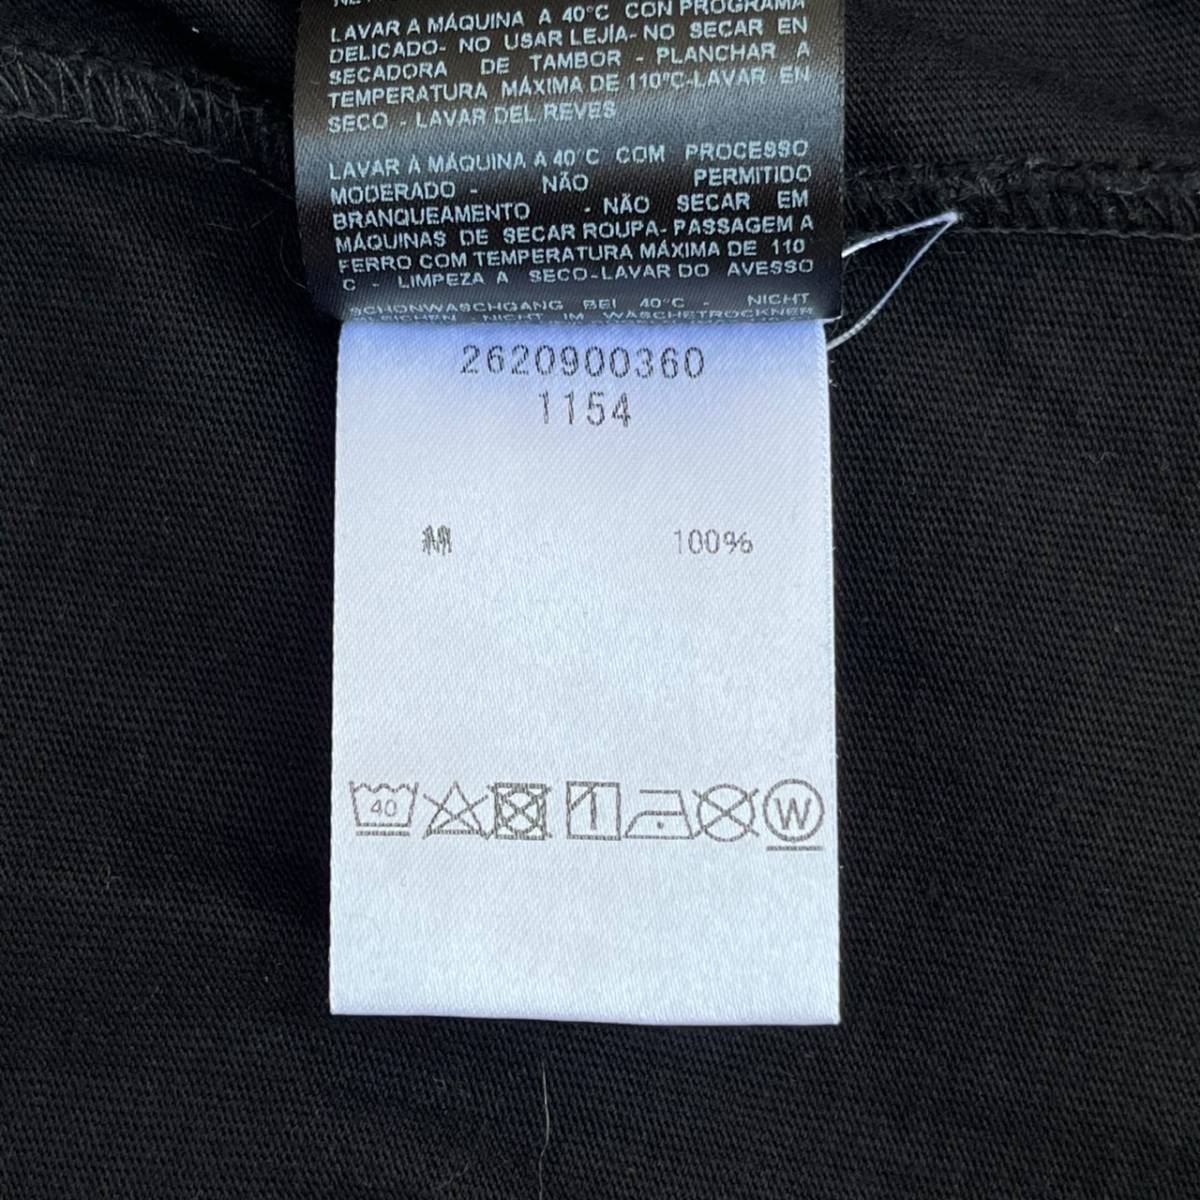 LAVAR A MÁQUINA A 40°C CON PROGRAMA
DELICADO- NO USAR LEJÍA- NO SECAR EN
SECADORA DE TAMBOR - PLANCHAR A
TEMPERATURA MÁXIMA DE 110°C-LAVAR EN
SECO - LAVAR DEL REVES
LAVAR À MÁQUINA A 40°C COM PROCESSO
MODERADO - NÃO PERMITIDO
BRANQUEAMENTO - NÃO SECAR EM
MÁQUINAS DE SECAR ROUPA- PASSAGEM A
FERRO COM TEMPERATURA MÁXIMA DE 110°
C - LIMPEZA A SECO-LAVAR DO AVESSO
SCHONWASCHGANG BEI 40°C - NICHT
NICHT IM WÄSCHETROCKNER
2620900360
1154
M 100%
40
W